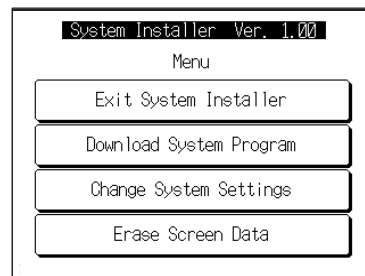 System Installer Ver. 1.00
Menu
Exit System Installer
Download System Program
Change System Settings
Erase Screen Data